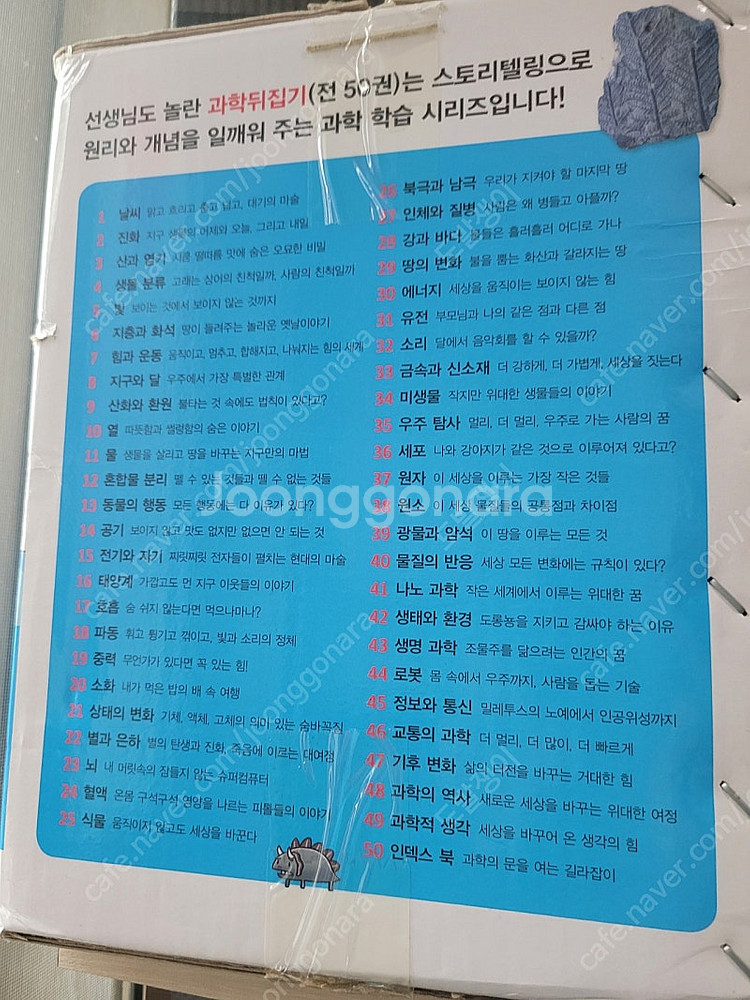 선생님도 놀란 과학뒤집기(전 50권)는 스토리텔링으로
원리와 개념을 일깨워 주는 과학 학습 시리즈입니다!
1 날씨 맑고 흐리고 춥고 덥고, 대기의 마술
2 진화 지구 생물의 어제와 오늘, 그리고 내일
3 산과 염기 시큼 떨떠름 맛에 숨은 오묘한 비밀
4 생물 분류 고래는 상어의 친척일까, 사람의 친척일까
5 빛 보이는 것에서 보이지 않는 것까지
6 지층과 화석 땅이 들려주는 놀라운 옛날이야기
7 힘과 운동 움직이고, 멈추고, 합해지고, 나눠지는 힘의 세계
8 지구와 달 우주에서 가장 특별한 관계
9 산화와 환원 불타는 것 속에도 법칙이 있다고?
10 열 따뜻함과 썰렁함의 숨은 이야기
11 물 생물을 살리고 땅을 바꾸는 지구만의 마법
12 혼합물 분리 뗄 수 있는 것들과 뗄 수 없는 것들
13 동물의 행동 모든 행동에는 다 이유가 있다?
14 공기 보이지 않고 맛도 없지만 없으면 안 되는 것
15 전기와 자기 찌릿찌릿 전자들이 펼치는 현대의 마술
16 태양계 가깝고도 먼 지구 이웃들의 이야기
17 호흡 숨 쉬지 않는다면 먹으나마나?
18 파동 휘고 튕기고 꺾이고, 빛과 소리의 정체
19 중력 무언가가 있다면 꼭 있는 힘!
20 소화 내가 먹은 밥의 배 속 여행
21 상태의 변화 기체, 액체, 고체의 의미 있는 숨바꼭질
22 별과 은하 별의 탄생과 진화, 죽음에 이르는 대여정
23 뇌 내 머릿속의 잠들지 않는 슈퍼컴퓨터
24 혈액 온몸 구석구석 영양을 나르는 피톨들의 이야기
25 식물 움직이지 않고도 세상을 바꾼다
26 북극과 남극 우리가 지켜야 할 마지막 땅
27 인체와 질병 사람은 왜 병들고 아플까?
28 강과 바다 물들은 흘러흘러 어디로 가나
29 땅의 변화 불을 뿜는 화산과 갈라지는 땅
30 에너지 세상을 움직이는 보이지 않는 힘
31 유전 부모님과 나의 같은 점과 다른 점
32 소리 달에서 음악회를 할 수 있을까?
33 금속과 신소재 더 강하게, 더 가볍게, 세상을 짓는다
34 미생물 작지만 위대한 생물들의 이야기
35 우주 탐사 멀리, 더 멀리, 우주로 가는 사람의 꿈
36 세포 나와 강아지가 같은 것으로 이루어져 있다고?
37 원자 이 세상을 이루는 가장 작은 것들
38 원소 이 세상 물질들의 공통점과 차이점
39 광물과 암석 이 땅을 이루는 모든 것
40 물질의 반응 세상 모든 변화에는 규칙이 있다?
41 나노 과학 작은 세계에서 이루는 위대한 꿈
42 생태와 환경 도롱뇽을 지키고 감싸야 하는 이유
43 생명 과학 조물주를 닮으려는 인간의 꿈
44 로봇 몸 속에서 우주까지, 사람을 돕는 기술
45 정보와 통신 밀레투스의 노예에서 인공위성까지
46 교통의 과학 더 멀리, 더 많이, 더 빠르게
47 기후 변화 삶의 터전을 바꾸는 거대한 힘
48 과학의 역사 새로운 세상을 바꾸는 위대한 여정
49 과학적 생각 세상을 바꾸어 온 생각의 힘
50 인덱스 북 과학의 문을 여는 길라잡이
joonggonara
cafe.naver.com/joonggonara